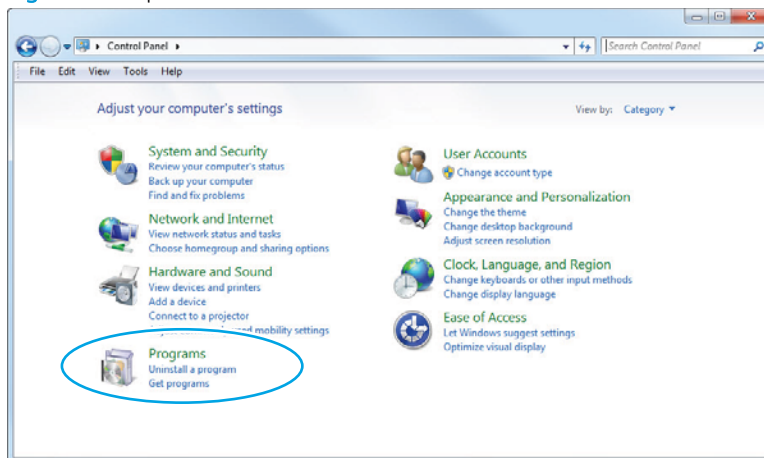 Control Panel
Search Control Panel
File Edit View Tools Help
Adjust your computer's settings
View by: Category
System and Security
Review your computer's status
Back up your computer
Find and fix problems
Network and Internet
View network status and tasks
Choose homegroup and sharing options
Hardware and Sound
View devices and printers
Add a device
Connect to a projector
mobility settings
Programs
Uninstall a program
Get programs
User Accounts
Change account type
Appearance and Personalization
Change the theme
Change desktop background
Adjust screen resolution
Clock, Language, and Region
Change keyboards or other input methods
Change display language
Ease of Access
Let Windows suggest settings
Optimize visual display